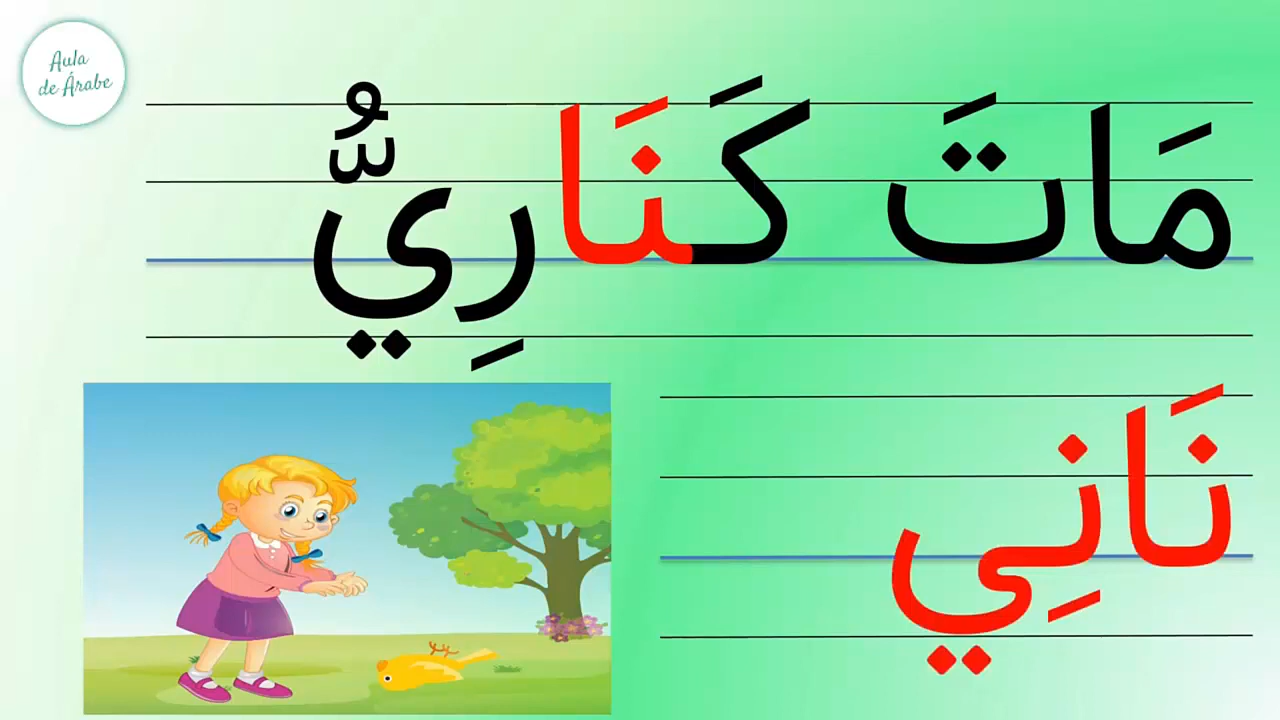 Aula
de Árabe
مَاتَ كَنَارِيُّ
نَانِي